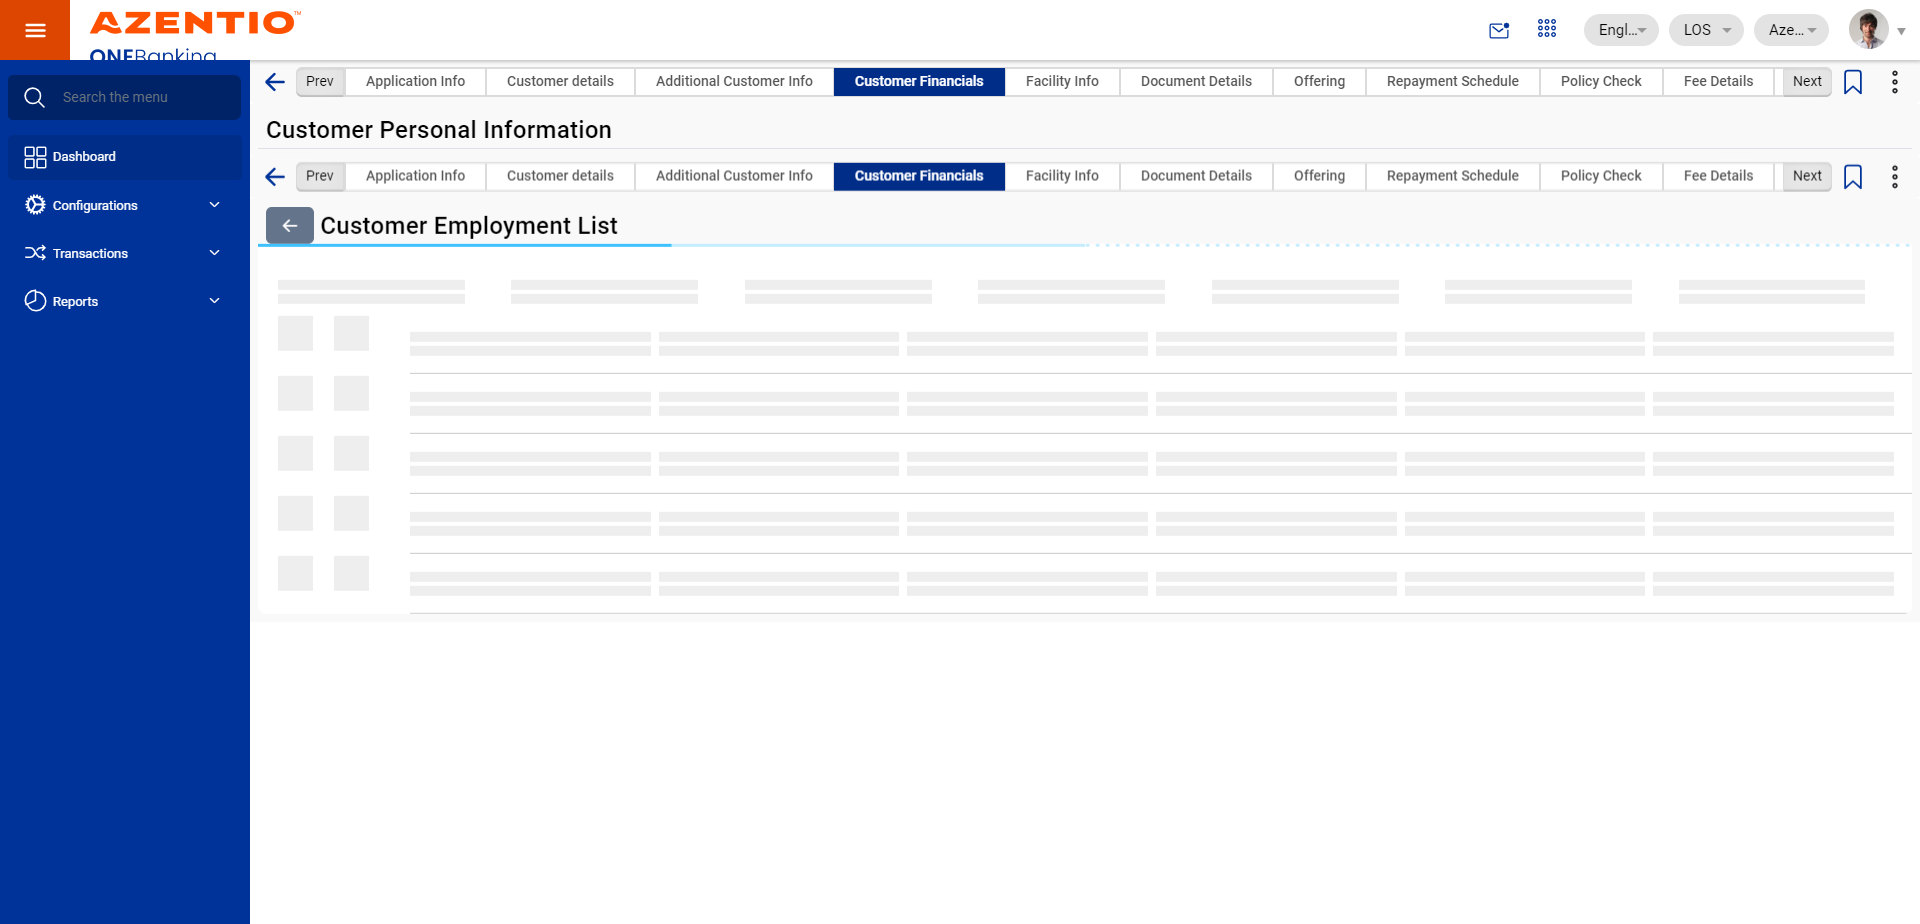 AZENTIO™
ONEBanking
Engl...
LOS
Aze...
Search the menu
Dashboard
Configurations
Transactions
Reports
Prev Application Info Customer details Additional Customer Info Customer Financials Facility Info Document Details Offering Repayment Schedule Policy Check Fee Details Next
Customer Personal Information
Prev Application Info Customer details Additional Customer Info Customer Financials Facility Info Document Details Offering Repayment Schedule Policy Check Fee Details Next
Customer Employment List